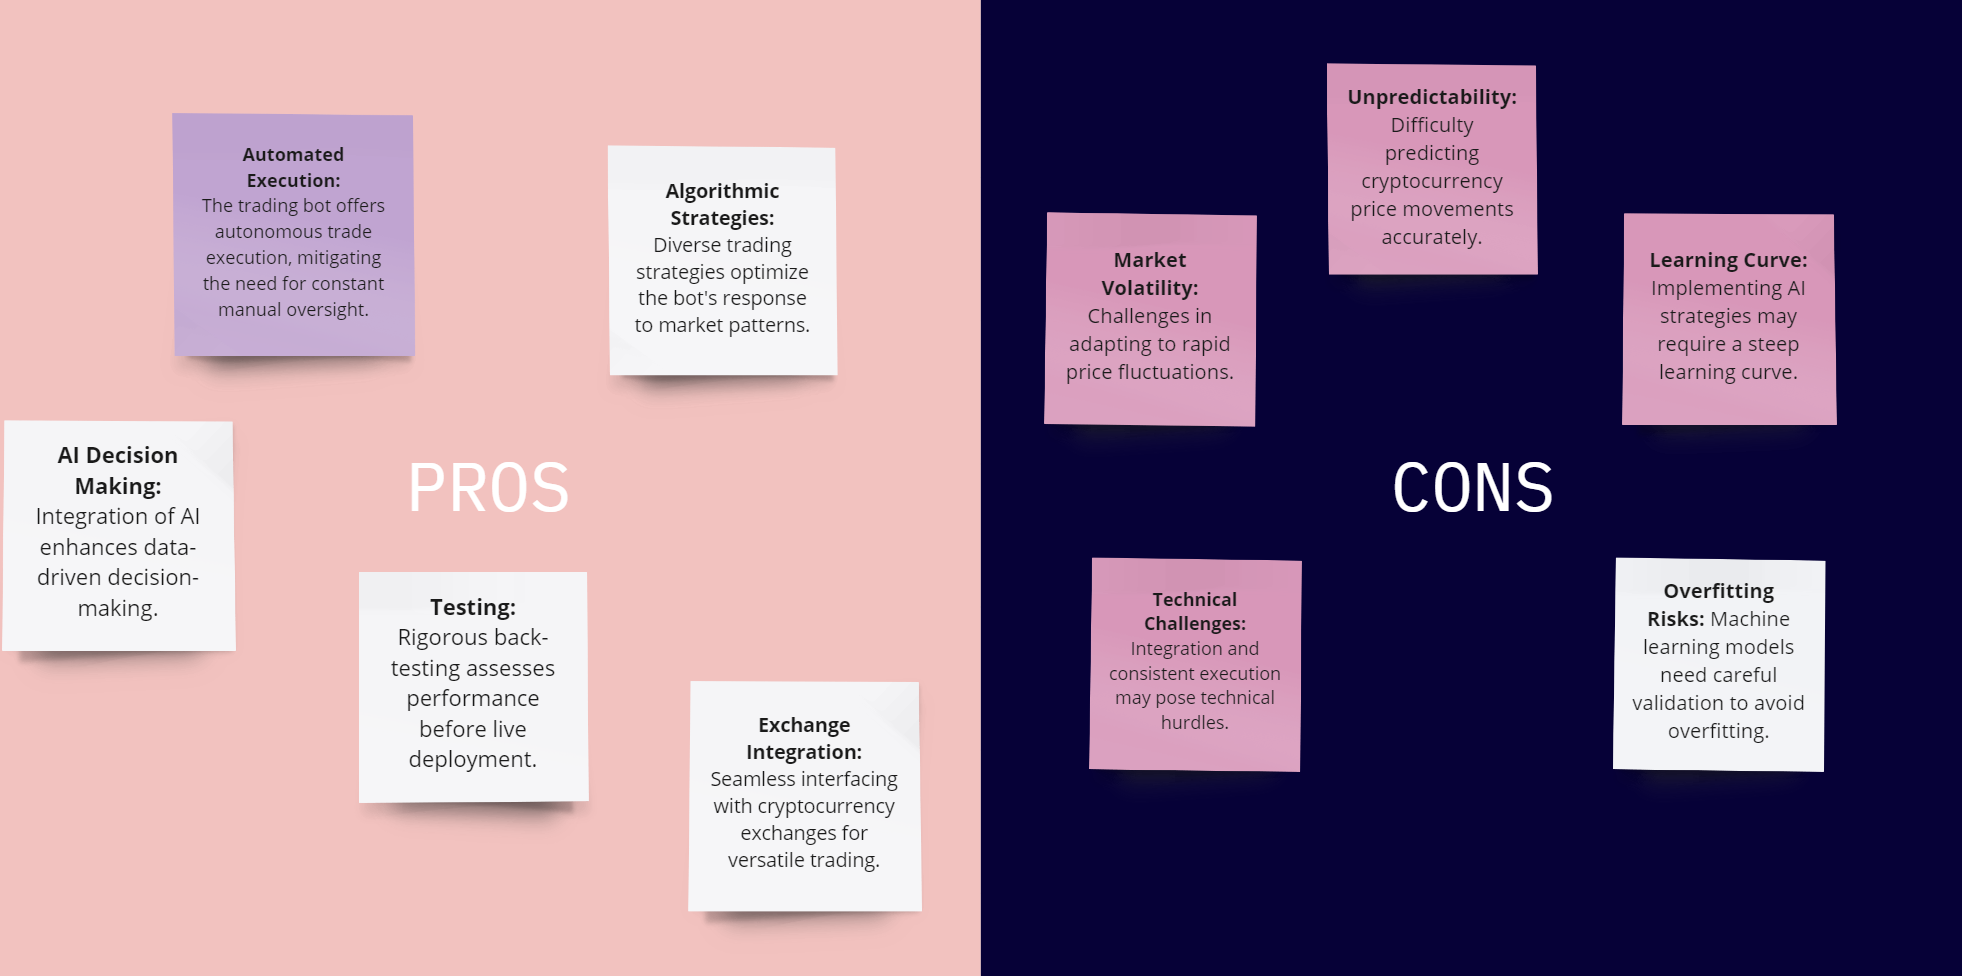 Automated
Execution:
The trading bot offers
autonomous trade
execution, mitigating
the need for constant
manual oversight.
Algorithmic
Strategies:
Diverse trading
strategies optimize
the bot's response
to market patterns.
AI Decision
Making:
Integration of AI
enhances data-
driven decision-
making.
PROS
Testing:
Rigorous back-
testing assesses
performance
before live
deployment.
Exchange
Integration:
Seamless interfacing
with cryptocurrency
exchanges for
versatile trading.
Unpredictability:
Difficulty
predicting
cryptocurrency
price movements
accurately.
Market
Volatility:
Challenges in
adapting to rapid
price fluctuations.
Learning Curve:
Implementing AI
strategies may
require a steep
learning curve.
CONS
Technical
Challenges:
Integration and
consistent execution
may pose technical
hurdles.
Overfitting
Risks: Machine
learning models
need careful
validation to avoid
overfitting.